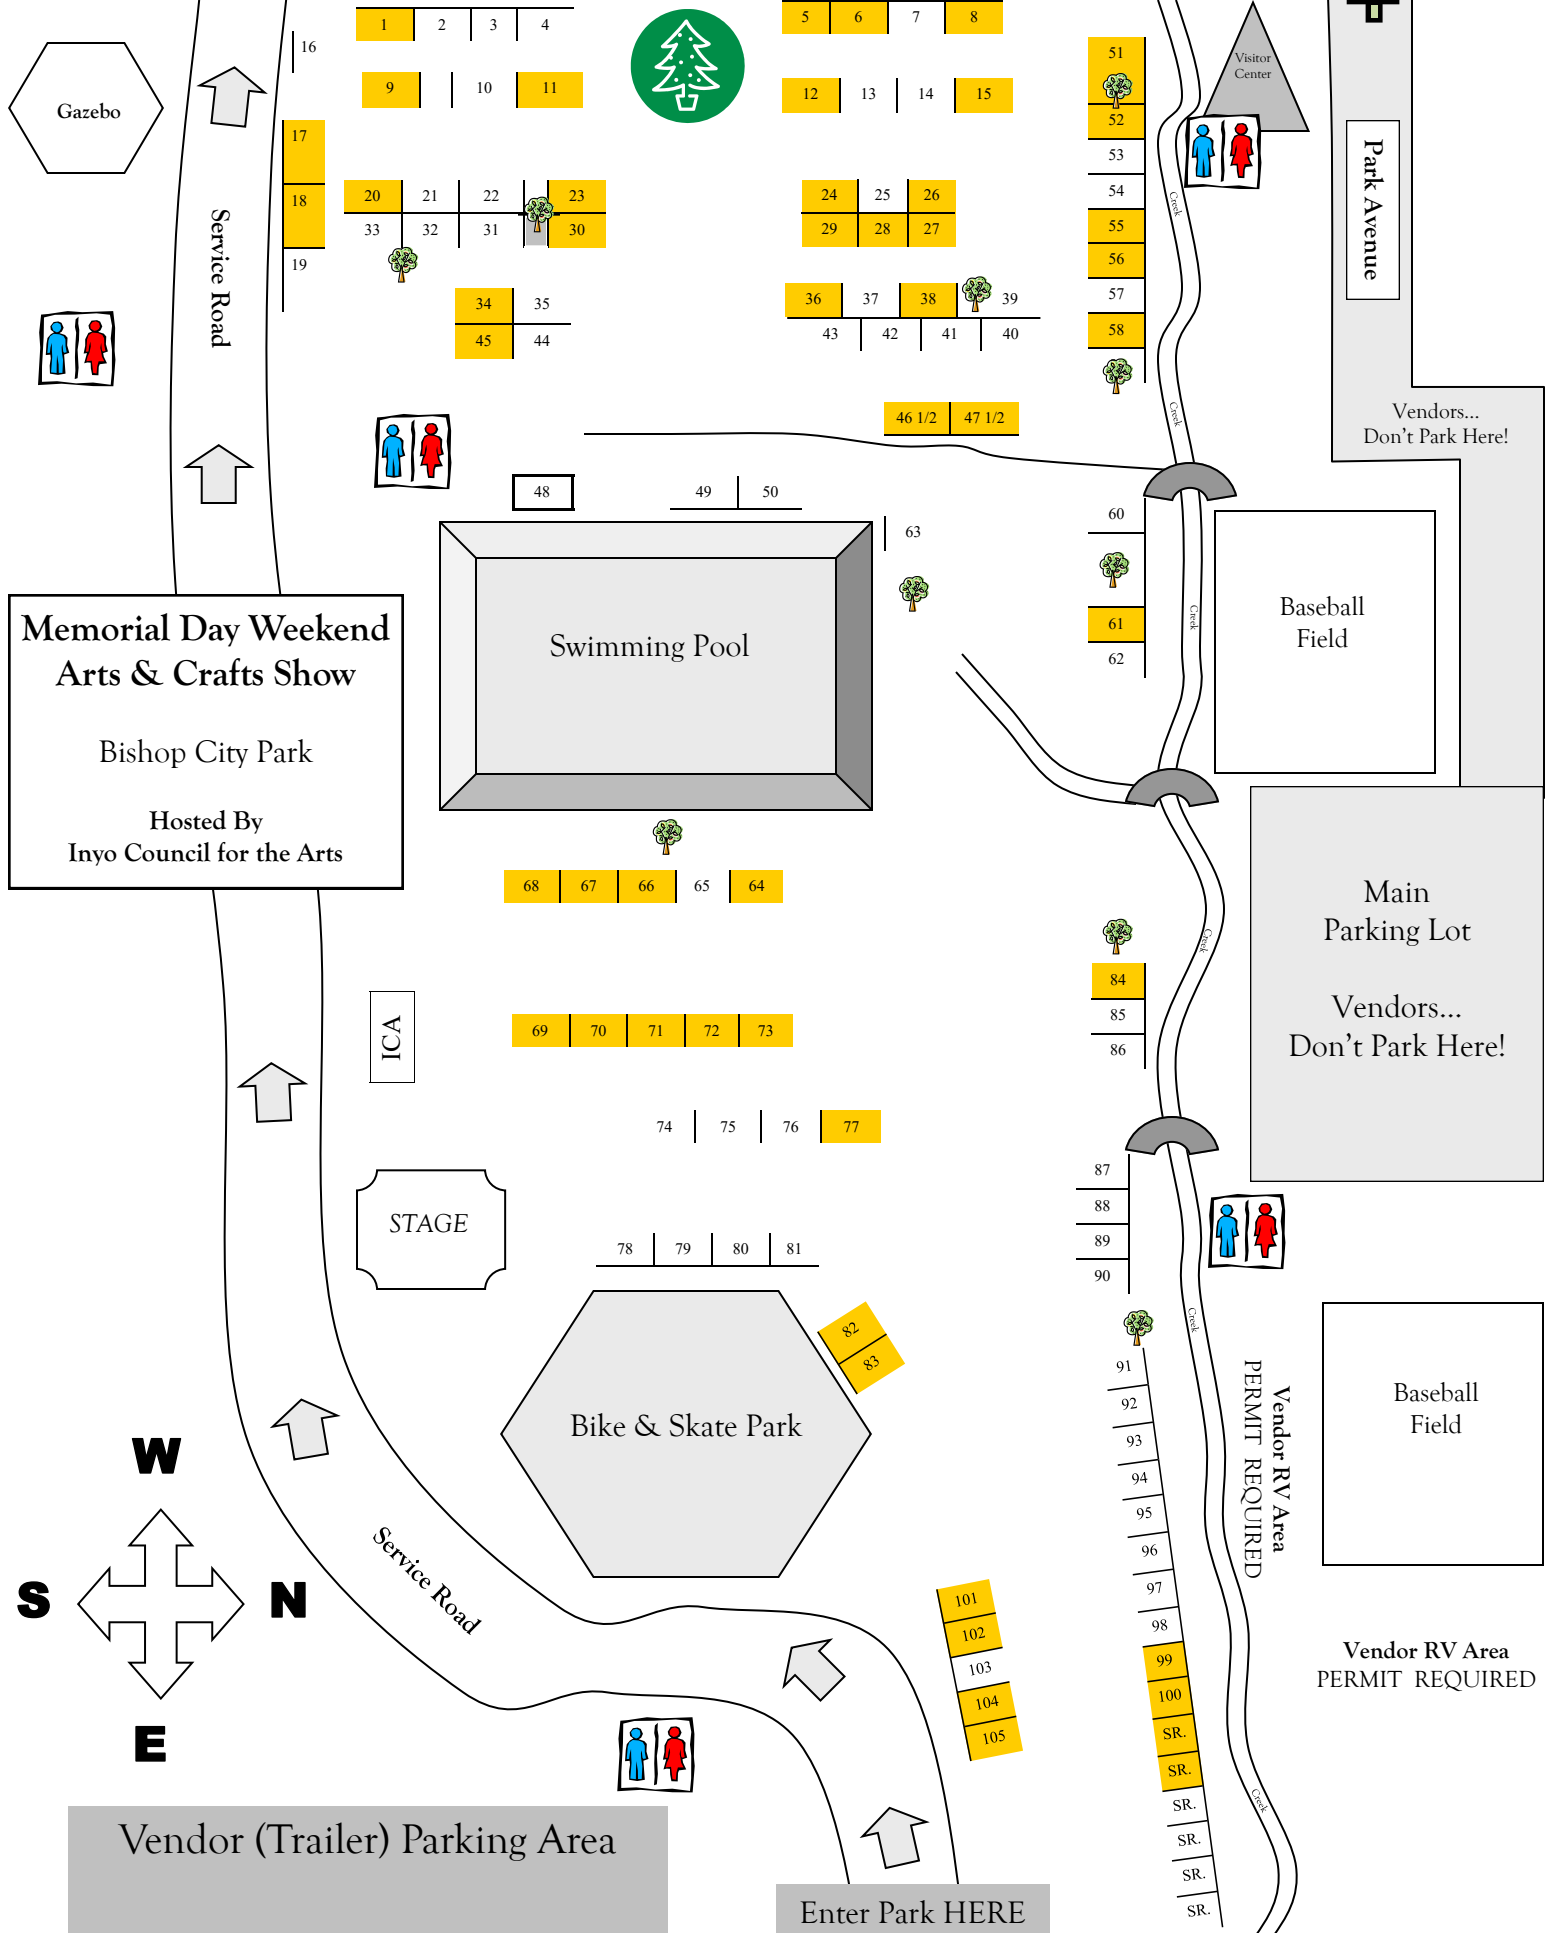 1 2 3 4
5 6 7 8
16
9 10 11
12 13 14 15
Gazebo
17
18
19
20 21 22 23
33 32 31 30
24 25 26
29 28 27
34 35
45 44
36 37 38 39
43 42 41 40
46 1/2 47 1/2
48
49 50
63
51
52
53
54
55
56
57
58
60
61
62
Visitor
Center
Park Avenue
Creek
Creek
Creek
Service Road
Vendors...
Don't Park Here!
Baseball
Field
Swimming Pool
Memorial Day Weekend
Arts & Crafts Show
Bishop City Park
Hosted By
Inyo Council for the Arts
68 67 66 65 64
ICA
69 70 71 72 73
74 75 76 77
STAGE
78 79 80 81
82
83
Bike & Skate Park
84
85
86
Creek
Main
Parking Lot
Vendors...
Don't Park Here!
87
88
89
90
Creek
91
92
93
94
95
96
97
98
99
100
SR.
SR.
SR.
SR.
SR.
SR.
Creek
Vendor RV Area
PERMIT REQUIRED
Baseball
Field
Vendor RV Area
PERMIT REQUIRED
101
102
103
104
105
Service Road
W
S N
E
Vendor (Trailer) Parking Area
Enter Park HERE